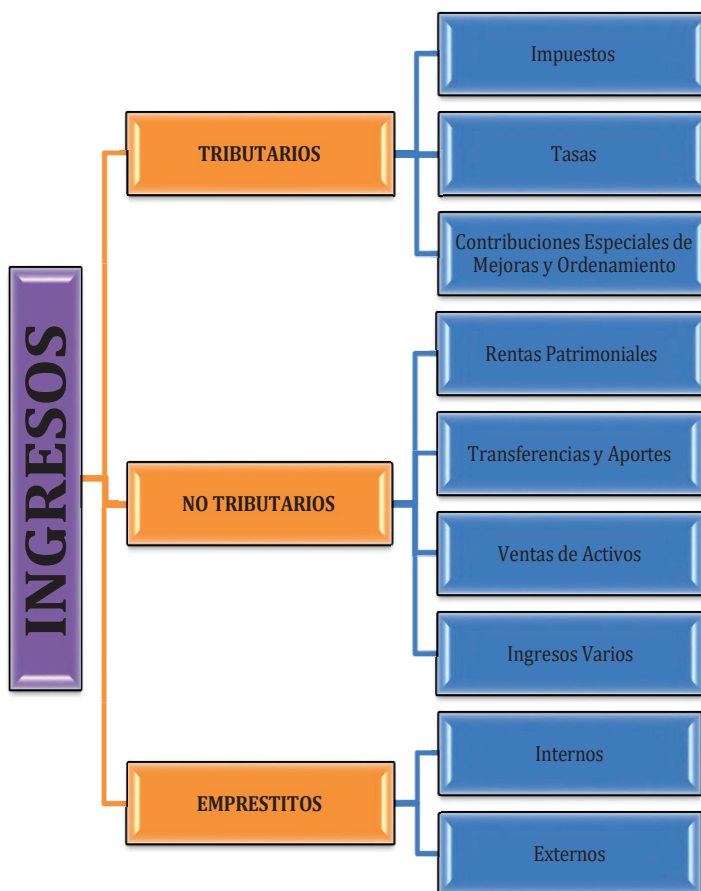 INGRESOS
TRIBUTARIOS
Impuestos
Tasas
Contribuciones Especiales de
Mejoras y Ordenamiento
NO TRIBUTARIOS
Rentas Patrimoniales
Transferencias y Aportes
Ventas de Activos
Ingresos Varios
EMPRESTITOS
Internos
Externos